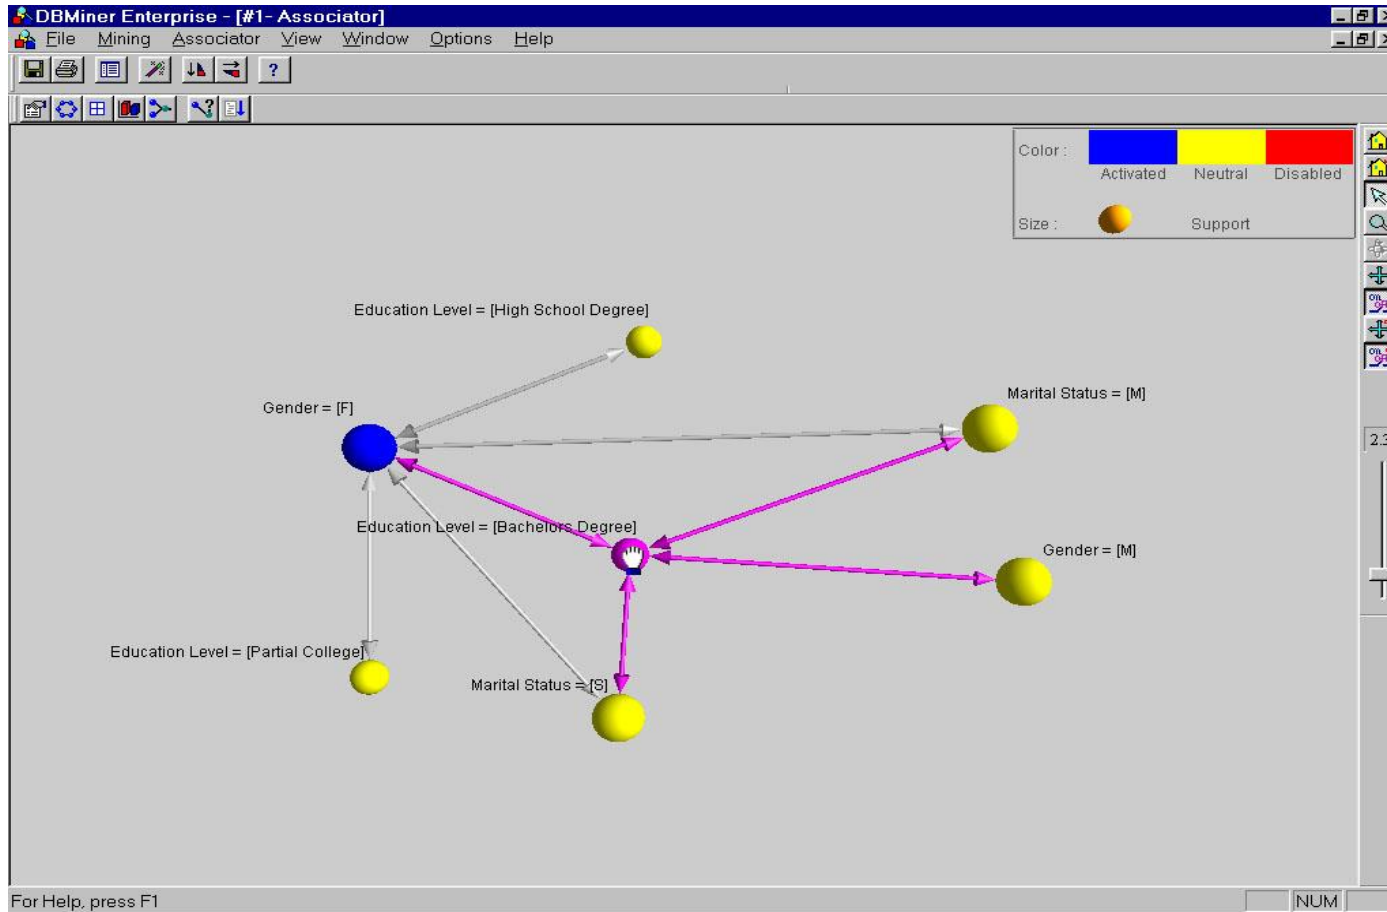 DBMiner Enterprise - [#1- Associator]
File Mining Associator View Window Options Help
?
?
Color :
Activated Neutral Disabled
Size : Support
Education Level = [High School Degree]
Marital Status = [M]
Gender = [F]
2.3
Education Level = [Bachelors Degree]
Gender = [M]
Education Level = [Partial College]
Marital Status = [S]
For Help, press F1
NUM